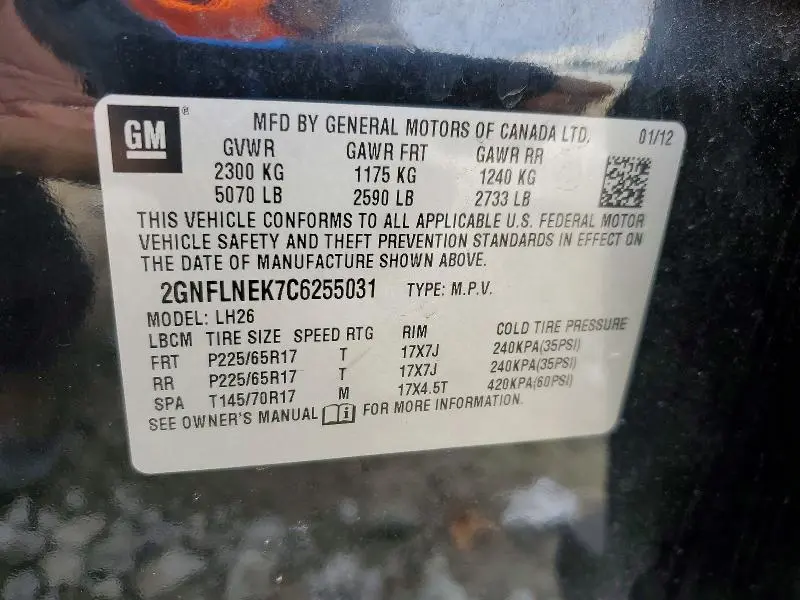 GM ®
MFD BY GENERAL MOTORS OF CANADA LTD. 01/12
GVWR GAWR FRT GAWR RR
2300 KG 1175 KG 1240 KG
5070 LB 2590 LB 2733 LB
THIS VEHICLE CONFORMS TO ALL APPLICABLE U.S. FEDERAL MOTOR
VEHICLE SAFETY AND THEFT PREVENTION STANDARDS IN EFFECT ON
THE DATE OF MANUFACTURE SHOWN ABOVE.
2GNFLNEK7C6255031 TYPE: M.P.V.
MODEL: LH26
LBCM TIRE SIZE SPEED RTG RIM COLD TIRE PRESSURE
FRT P225/65R17 T 17X7J 240KPA(35PSI)
RR P225/65R17 T 17X7J 240KPA(35PSI)
SPA T145/70R17 M 17X4.5T 420KPA(60PSI)
SEE OWNER'S MANUAL i FOR MORE INFORMATION.